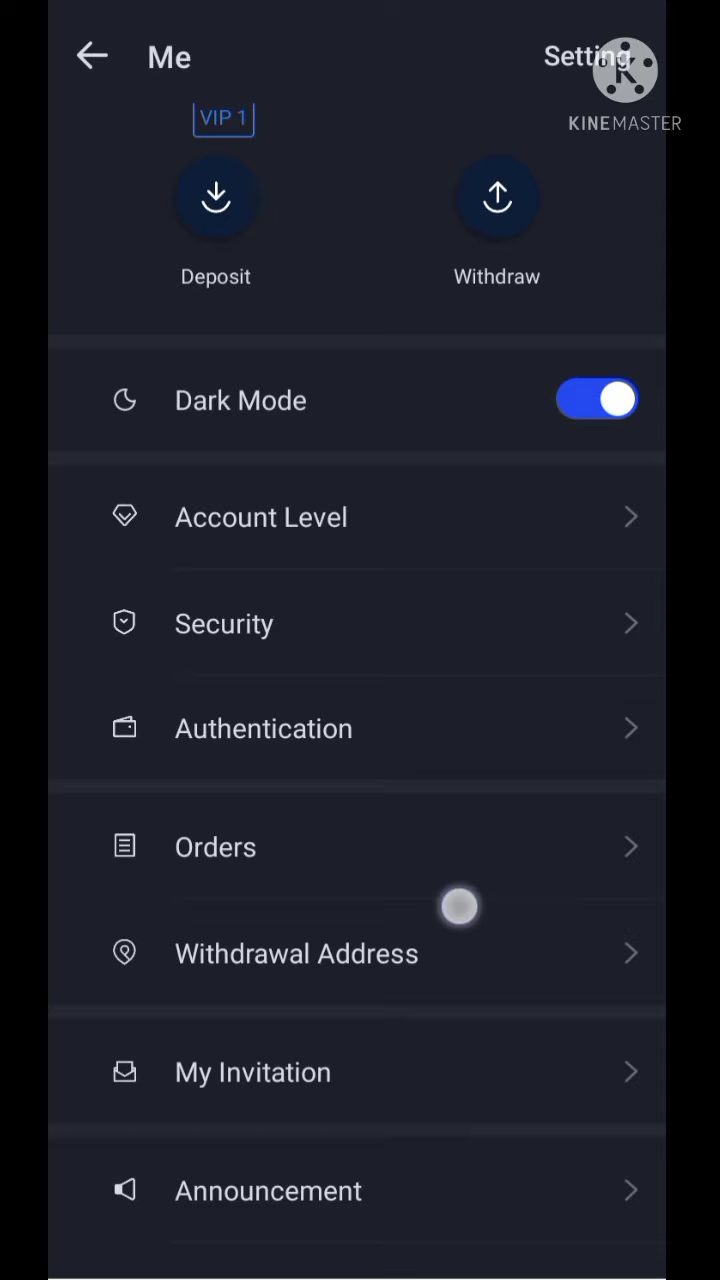 Me
Setting
KINEMASTER
VIP 1
Deposit
Withdraw
Dark Mode
Account Level
Security
Authentication
Orders
Withdrawal Address
My Invitation
Announcement